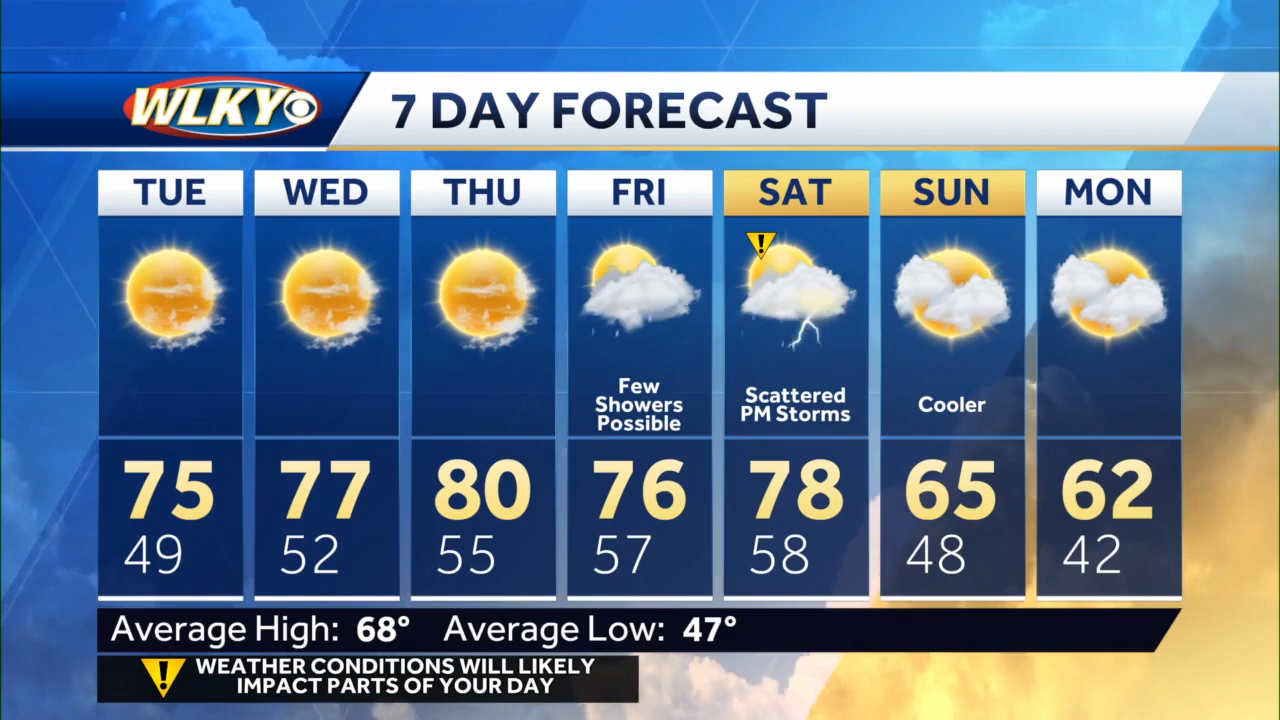 WLKY
7 DAY FORECAST
TUE
WED
THU
FRI
SAT
SUN
MON
!
Few
Showers
Possible
Scattered
PM Storms
Cooler
75
77
80
76
78
65
62
49
52
55
57
58
48
42
Average High: 68° Average Low: 47°
!
WEATHER CONDITIONS WILL LIKELY
IMPACT PARTS OF YOUR DAY